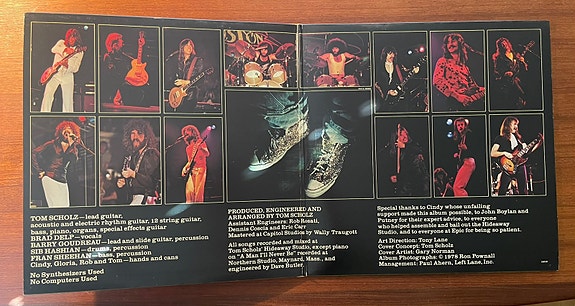 STON
TOM SCHOLZ—lead guitar,
acoustic and electric rhythm guitar, 12 string guitar,
bass, piano, organs, special effects guitar
BRAD DELP—vocals
BARRY GOUDREAU—lead and slide guitar, percussion
SIB HASHIAN—drums, percussion
FRAN SHEEHAN—bass, percussion
Cindy, Gloria, Rob and Tom—hands and cans
No Synthesizers Used
No Computers Used
PRODUCED, ENGINEERED AND
ARRANGED BY TOM SCHOLZ
Assistant Engineers: Rob Rosati,
Dennis Coscia and Eric Carr
Mastered at Capitol Studios by Wally Traugott
All songs recorded and mixed at
Tom Scholz' Hideaway Studio, except piano
on "A Man I'll Never Be" recorded at
Northern Studio, Maynard, Mass., and
engineered by Dave Butler.
Special thanks to Cindy whose unfailing
support made this album possible, to John Boylan and
Putney for their expert advice, to everyone
who helped assemble and bail out the Hideaway
Studio, and to everyone at Epic for being so patient.
Art Direction: Tony Lane
Cover Concept: Tom Scholz
Cover Artist: Gary Norman
Album Photographs: © 1978 Ron Pownall
Management: Paul Ahern, Left Lane, Inc.